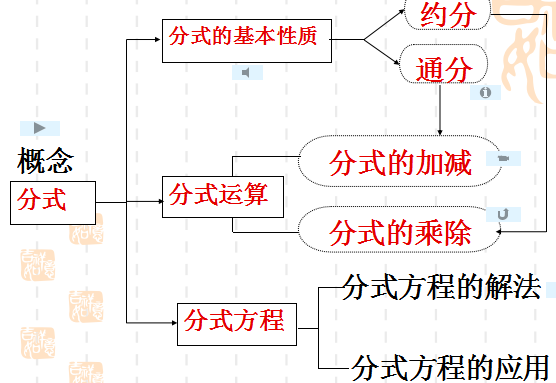 约分
分式的基本性质
通分
概念
分式的加减
分式
分式运算
分式的乘除
分式方程的解法
分式方程
分式方程的应用